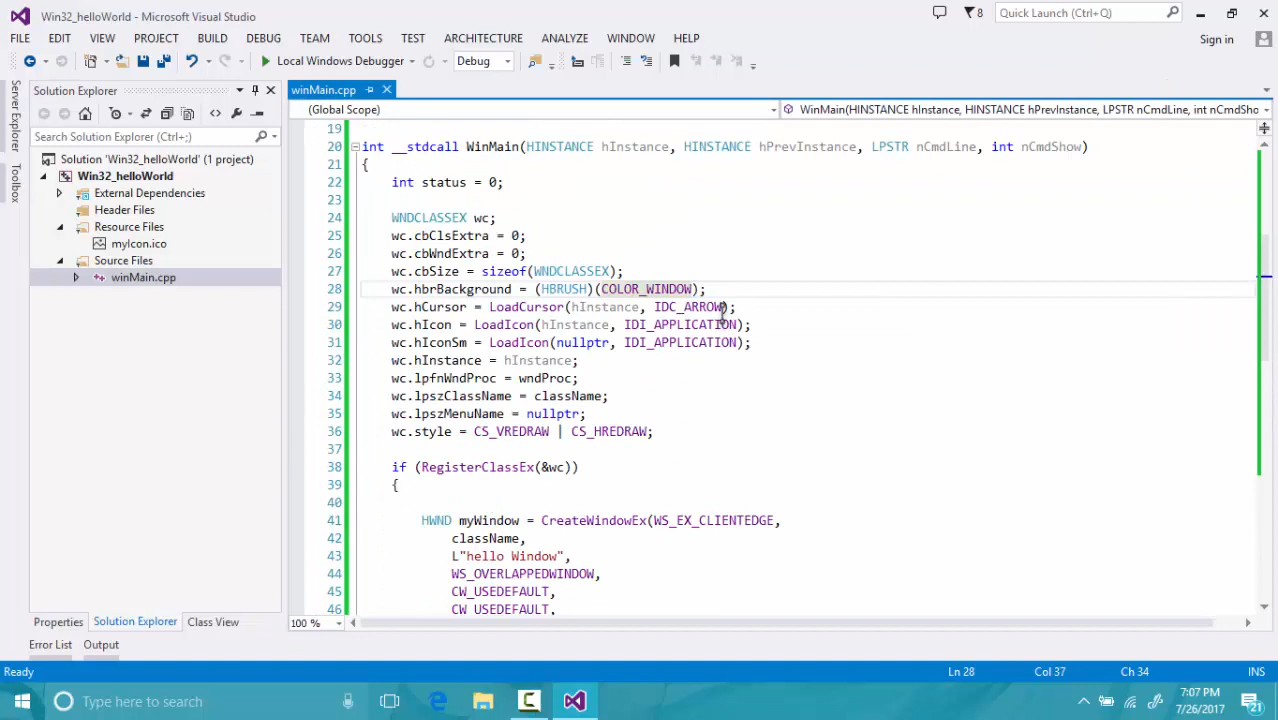 Win32_helloWorld - Microsoft Visual Studio
8
Quick Launch (Ctrl+Q)
FILE EDIT VIEW PROJECT BUILD DEBUG TEAM TOOLS TEST ARCHITECTURE ANALYZE WINDOW HELP
Sign in
Local Windows Debugger Debug
Server Explorer
Toolbox
Solution Explorer
Search Solution Explorer (Ctrl+;)
Solution 'Win32_helloWorld' (1 project)
Win32_helloWorld
External Dependencies
Header Files
Resource Files
myIcon.ico
Source Files
winMain.cpp
Properties Solution Explorer Class View
winMain.cpp
(Global Scope)
WinMain(HINSTANCE hInstance, HINSTANCE hPrevInstance, LPSTR nCmdLine, int nCmdSho
19
20 int __stdcall WinMain(HINSTANCE hInstance, HINSTANCE hPrevInstance, LPSTR nCmdLine, int nCmdShow)
21 {
22 int status = 0;
23
24 WNDCLASSEX wc;
25 wc.cbClsExtra = 0;
26 wc.cbWndExtra = 0;
27 wc.cbSize = sizeof(WNDCLASSEX);
28 wc.hbrBackground = (HBRUSH)(COLOR_WINDOW);
29 wc.hCursor = LoadCursor(hInstance, IDC_ARROW);
30 wc.hIcon = LoadIcon(hInstance, IDI_APPLICATION);
31 wc.hIconSm = LoadIcon(nullptr, IDI_APPLICATION);
32 wc.hInstance = hInstance;
33 wc.lpfnWndProc = wndProc;
34 wc.lpszClassName = className;
35 wc.lpszMenuName = nullptr;
36 wc.style = CS_VREDRAW | CS_HREDRAW;
37
38 if (RegisterClassEx(&wc))
39 {
40
41 HWND myWindow = CreateWindowEx(WS_EX_CLIENTEDGE,
42 className,
43 L"hello Window",
44 WS_OVERLAPPEDWINDOW,
45 CW_USEDEFAULT,
46 CW_USEDEFAULT,
100 %
Error List Output
Ready
Ln 28 Col 37 Ch 34 INS
Type here to search
7:07 PM
7/26/2017
21